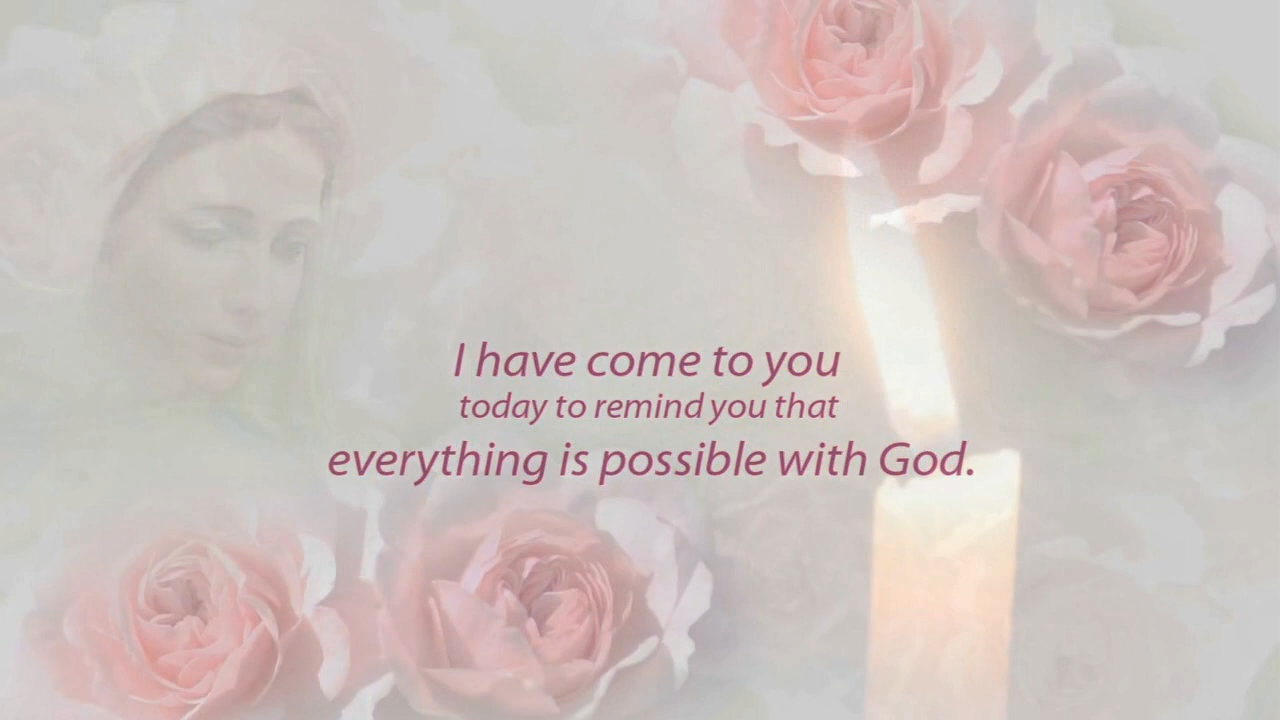 I have come to you
today to remind you that
everything is possible with God.